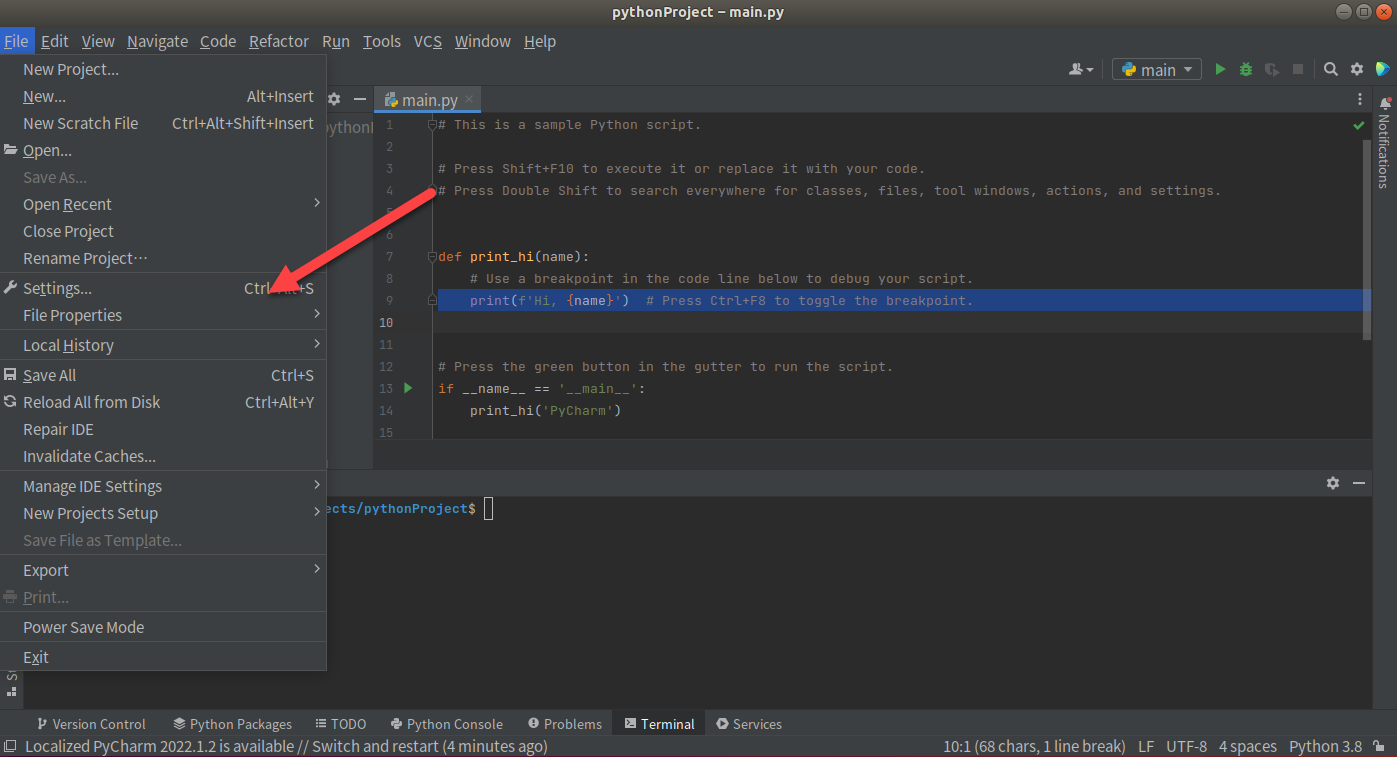 pythonProject – main.py
File Edit View Navigate Code Refactor Run Tools VCS Window Help
main
New Project...
New... Alt+Insert
New Scratch File Ctrl+Alt+Shift+Insert
Open...
Save As...
Open Recent
Close Project
Rename Project...
Settings... Ctrl+Alt+S
File Properties
Local History
Save All Ctrl+S
Reload All from Disk Ctrl+Alt+Y
Repair IDE
Invalidate Caches...
Manage IDE Settings
New Projects Setup
Save File as Template...
Export
Print...
Power Save Mode
Exit
main.py
1 # This is a sample Python script.
2
3 # Press Shift+F10 to execute it or replace it with your code.
4 # Press Double Shift to search everywhere for classes, files, tool windows, actions, and settings.
5
6
7 def print_hi(name):
8 # Use a breakpoint in the code line below to debug your script.
9 print(f'Hi, {name}') # Press Ctrl+F8 to toggle the breakpoint.
10
11
12 # Press the green button in the gutter to run the script.
13 if __name__ == '__main__':
14 print_hi('PyCharm')
15
Notifications
ects/pythonProject$
Version Control Python Packages TODO Python Console Problems Terminal Services
Localized PyCharm 2022.1.2 is available // Switch and restart (4 minutes ago) 10:1 (68 chars, 1 line break) LF UTF-8 4 spaces Python 3.8